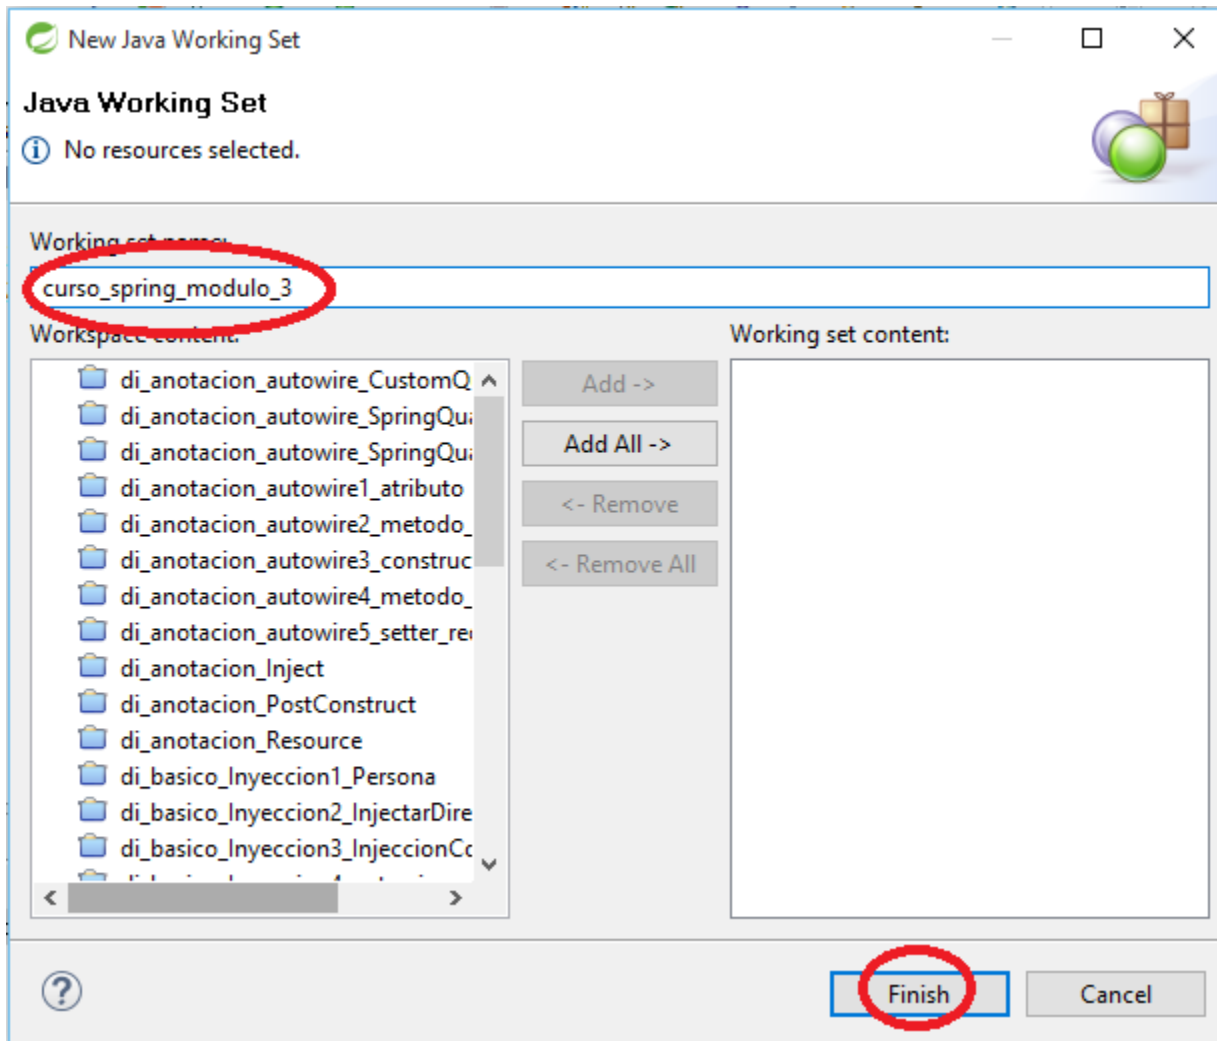 New Java Working Set
Java Working Set
No resources selected.
Working set name:
curso_spring_modulo_3
Workspace content:
Working set content:
di_anotacion_autowire_CustomQ
di_anotacion_autowire_SpringQua
di_anotacion_autowire_SpringQua
di_anotacion_autowire1_atributo
di_anotacion_autowire2_metodo_
di_anotacion_autowire3_construc
di_anotacion_autowire4_metodo_
di_anotacion_autowire5_setter_re
di_anotacion_Inject
di_anotacion_PostConstruct
di_anotacion_Resource
di_basico_Inyeccion1_Persona
di_basico_Inyeccion2_InjectarDire
di_basico_Inyeccion3_InjeccionCo
Add ->
Add All ->
<- Remove
<- Remove All
Finish
Cancel